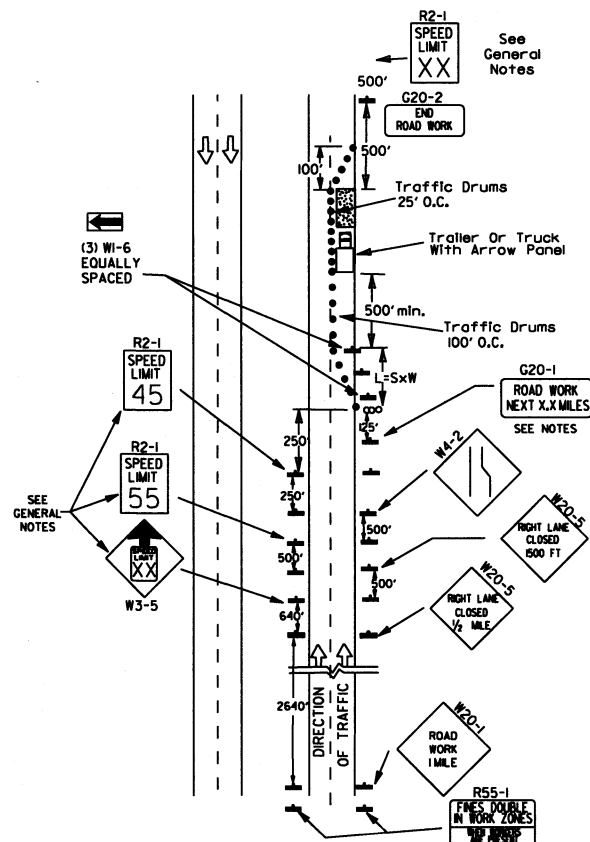 R2-1
SPEED
LIMIT
XX
See
General
Notes
500'
G20-2
END
ROAD WORK
500'
100'
Traffic Drums
25' O.C.
(3) W1-6
EQUALLY
SPACED
Trailer Or Truck
With Arrow Panel
500' min.
Traffic Drums
100' O.C.
R2-1
SPEED
LIMIT
45
L=SxW
G20-1
ROAD WORK
NEXT X.X MILES
SEE NOTES
125'
250'
W4-2
R2-1
SPEED
LIMIT
55
250'
SEE
GENERAL
NOTES
W20-5
RIGHT LANE
CLOSED
1500 FT
500'
500'
SPEED
LIMIT
XX
W3-5
500'
W20-5
RIGHT LANE
CLOSED
1/2 MILE
640'
2640'
DIRECTION
OF TRAFFIC
W20-1
ROAD
WORK
1 MILE
R55-1
FINES DOUBLE
IN WORK ZONES
WHEN WORKERS
ARE PRESENT